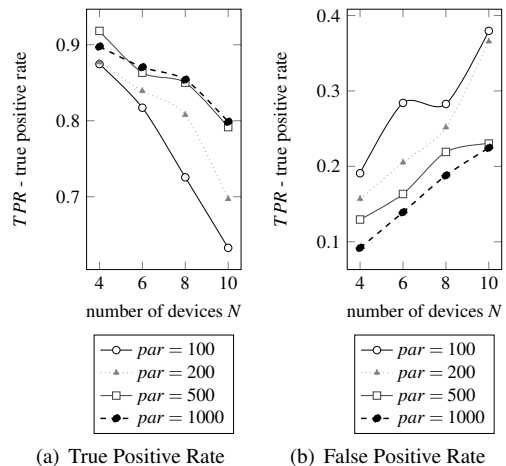 0.9
0.8
0.7
TPR - true positive rate
4 6 8 10
number of devices N
par = 100
par = 200
par = 500
par = 1000
(a) True Positive Rate
0.4
0.3
0.2
0.1
TPR - true positive rate
4 6 8 10
number of devices N
par = 100
par = 200
par = 500
par = 1000
(b) False Positive Rate